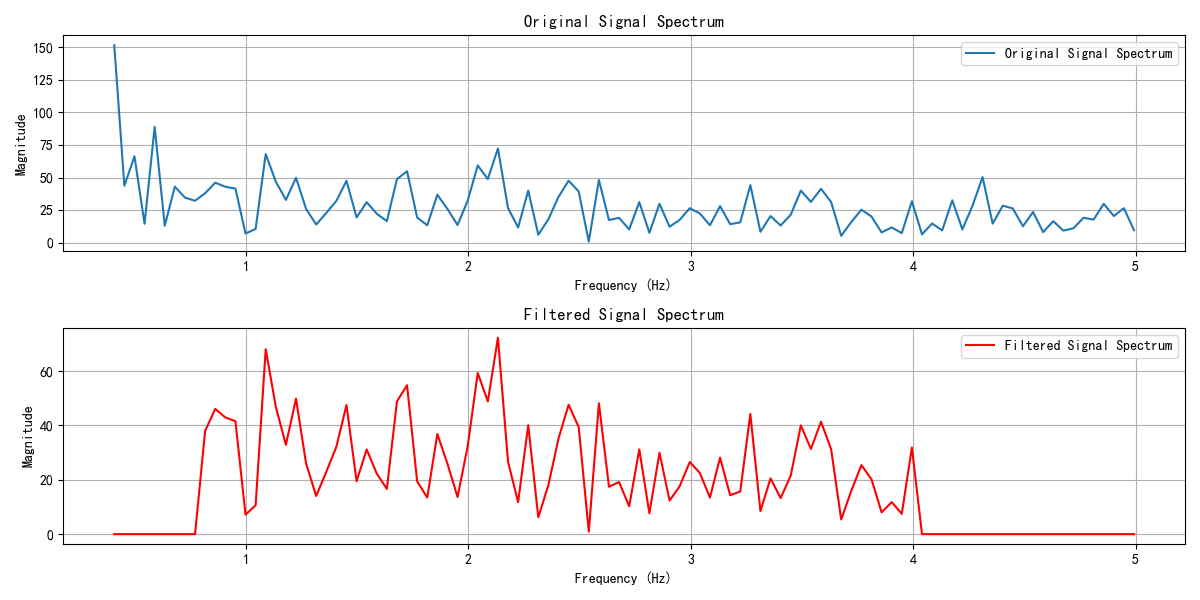 Original Signal Spectrum
Original Signal Spectrum
Magnitude
150
125
100
75
50
25
0
1
2
3
4
5
Frequency (Hz)
Filtered Signal Spectrum
Filtered Signal Spectrum
Magnitude
60
40
20
0
1
2
3
4
5
Frequency (Hz)